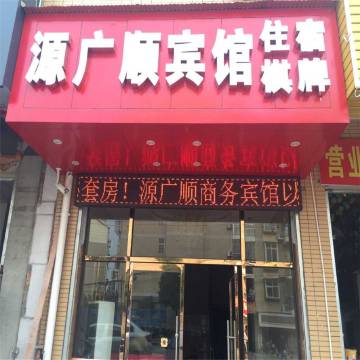 源广顺宾馆
住宿
棋牌
套房！源广顺商务宾馆以
业
营